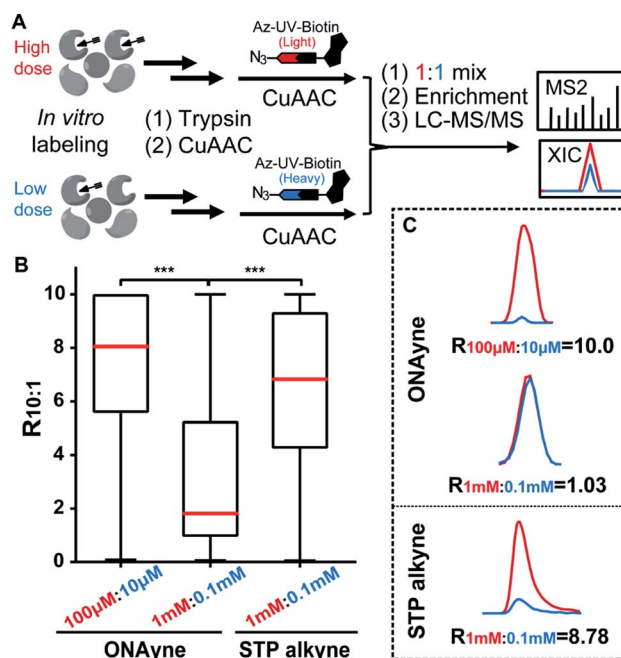 A
High
dose
In vitro
labeling
Low
dose
(1) Trypsin
(2) CuAAC
Az-UV-Biotin
(Light)
N3
CuAAC
Az-UV-Biotin
(Heavy)
N3
CuAAC
(1) 1:1 mix
(2) Enrichment
(3) LC-MS/MS
MS2
XIC
B
*** ***
R10:1
10
8
6
4
2
0
100μM:10μM
1mM:0.1mM
1mM:0.1mM
ONAyne
STP alkyne
C
ONAyne
R100μM:10μM=10.0
R1mM:0.1mM=1.03
STP alkyne
R1mM:0.1mM=8.78